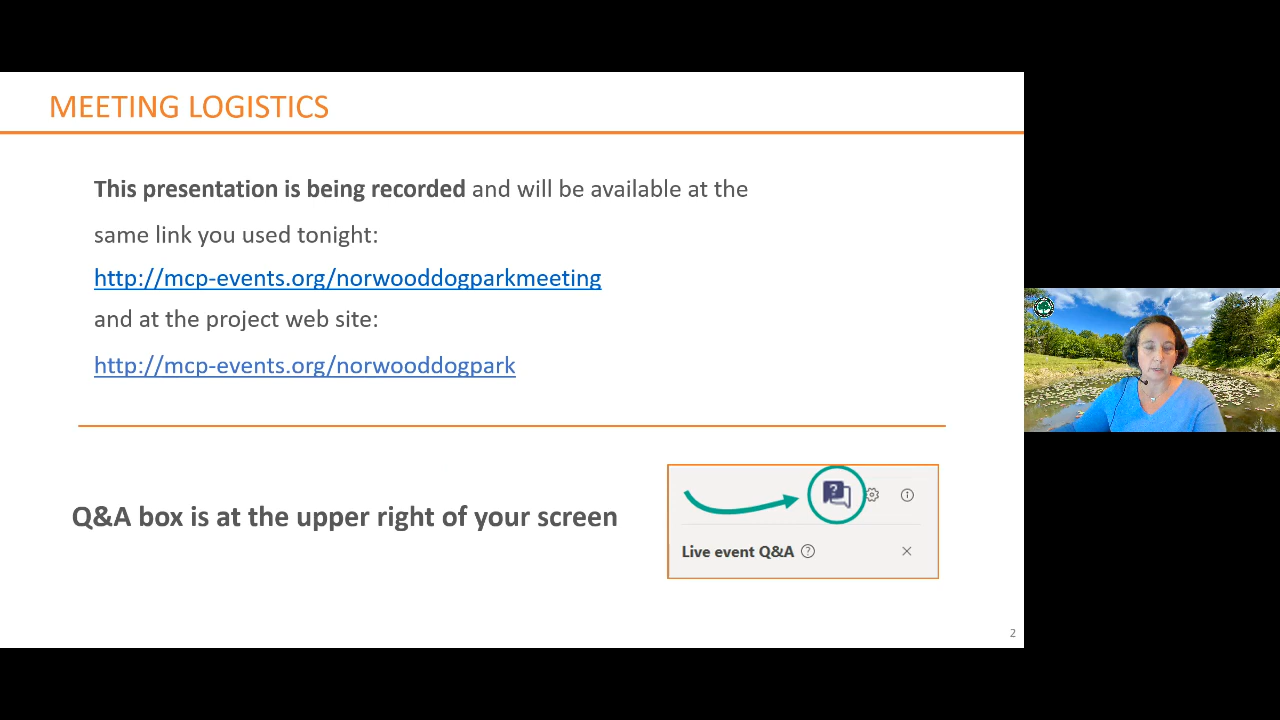 MEETING LOGISTICS
This presentation is being recorded and will be available at the
same link you used tonight:
http://mcp-events.org/norwooddogparkmeeting
and at the project web site:
http://mcp-events.org/norwooddogpark
Q&A box is at the upper right of your screen
Live event Q&A
2